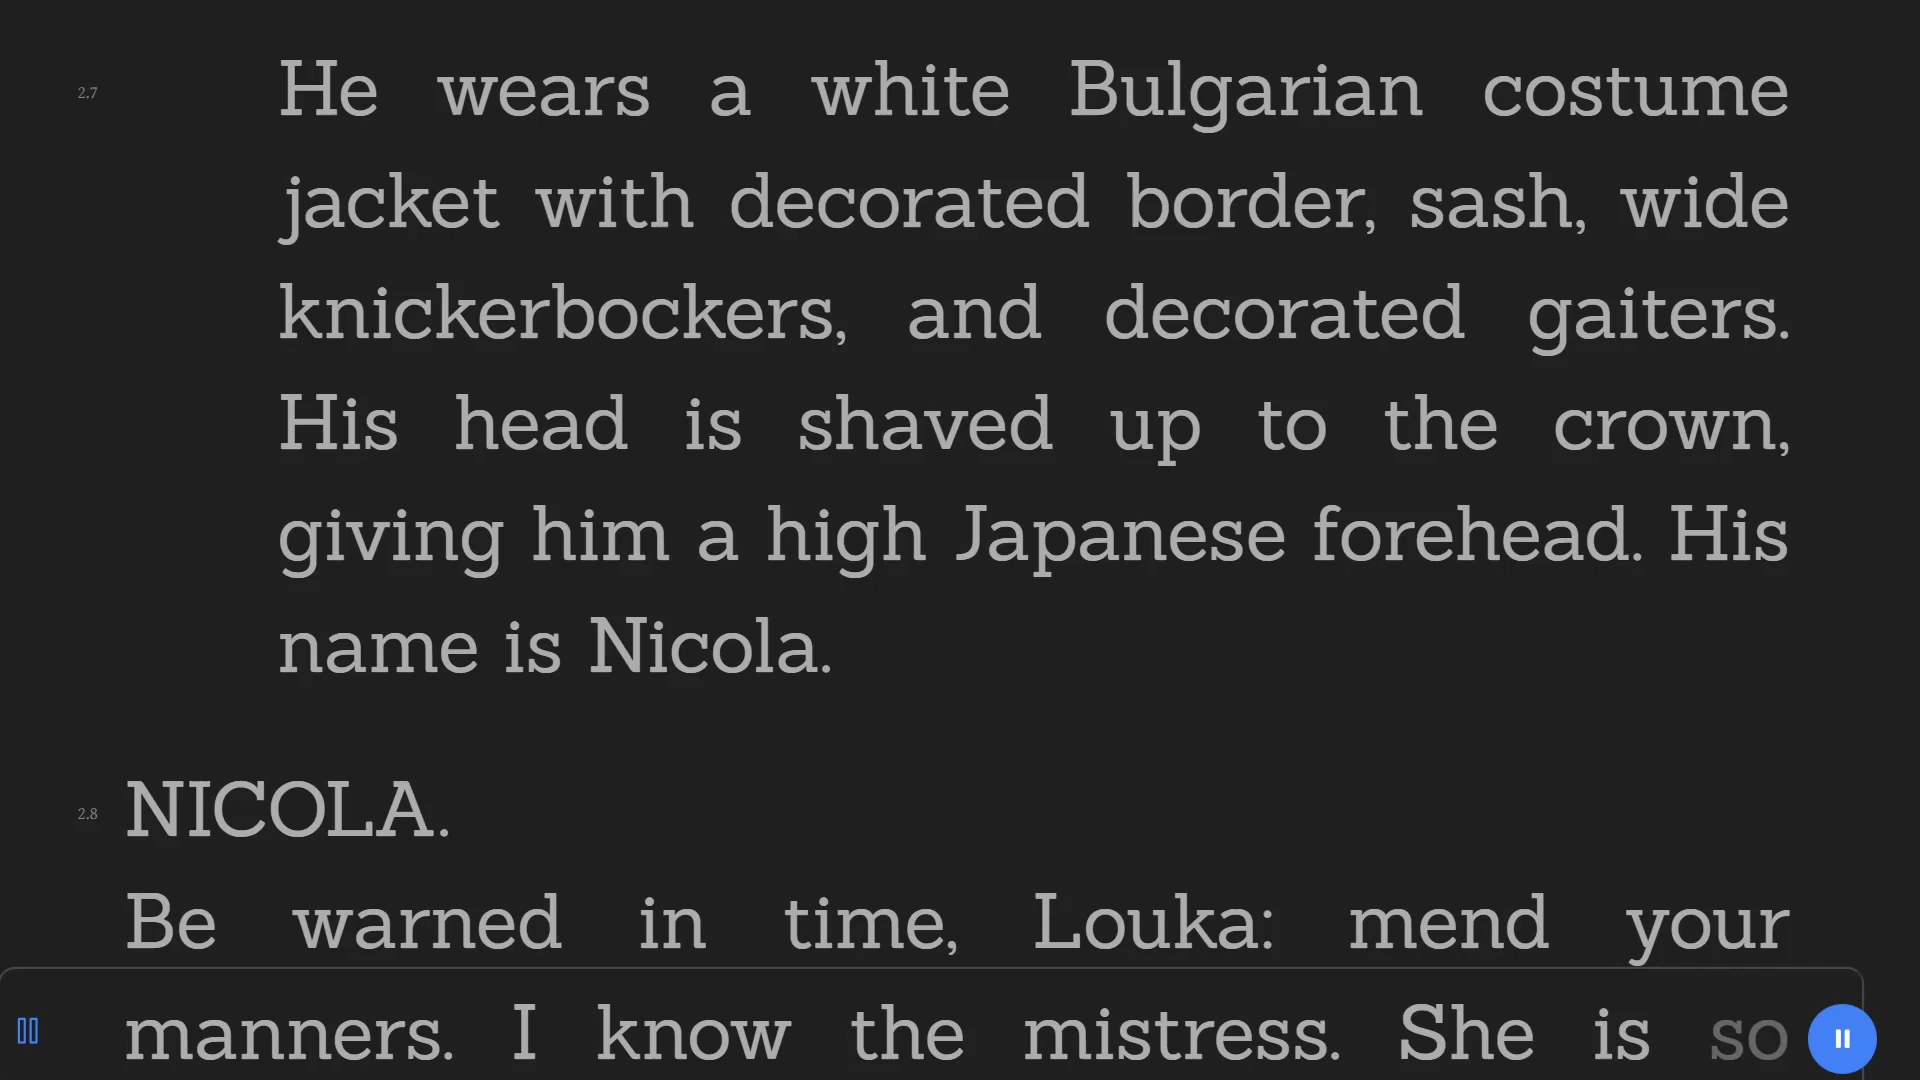 2.7
He wears a white Bulgarian costume
jacket with decorated border, sash, wide
knickerbockers, and decorated gaiters.
His head is shaved up to the crown,
giving him a high Japanese forehead. His
name is Nicola.
2.8
NICOLA.
Be warned in time, Louka: mend your
manners. I know the mistress. She is so